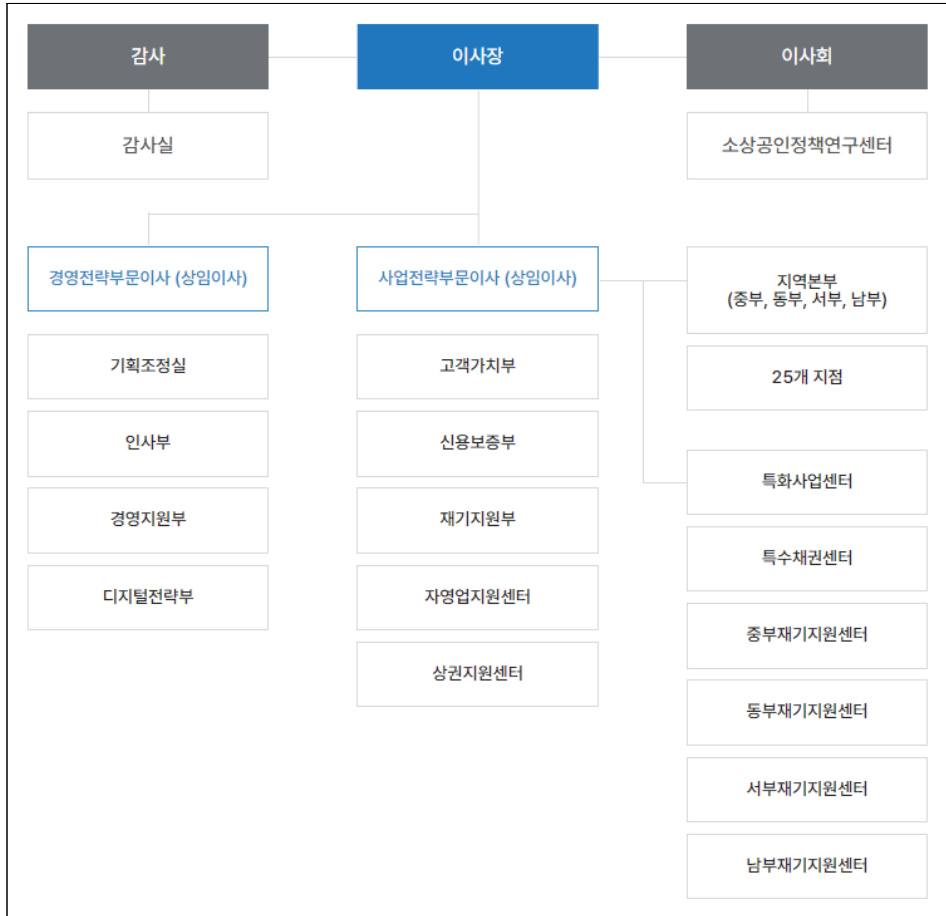 감사
이사장
이사회
감사실
소상공인정책연구센터
경영전략부문이사 (상임이사)
사업전략부문이사 (상임이사)
지역본부
(중부, 동부, 서부, 남부)
기획조정실
고객가치부
25개 지점
인사부
신용보증부
특화사업센터
경영지원부
재기지원부
특수채권센터
디지털전략부
자영업지원센터
중부재기지원센터
상권지원센터
동부재기지원센터
서부재기지원센터
남부재기지원센터